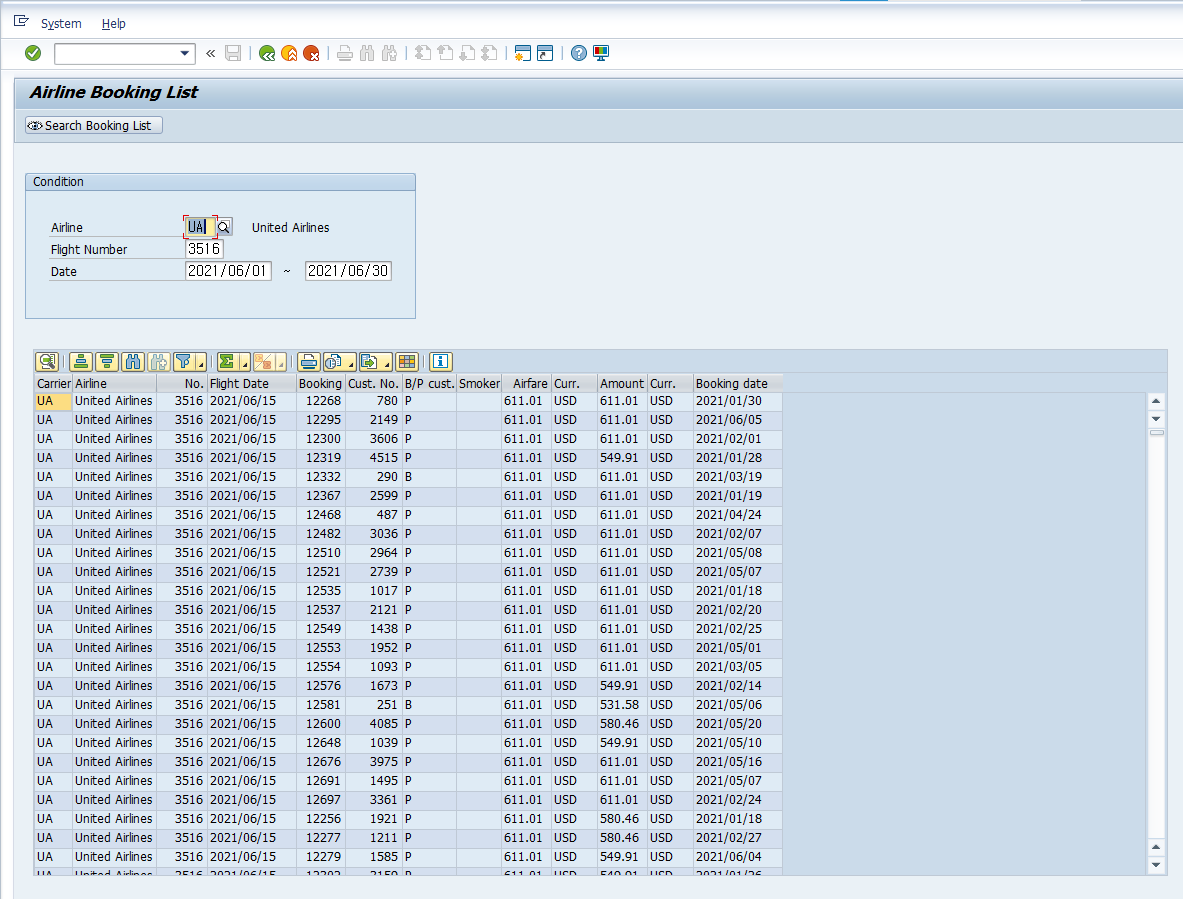 System Help
Airline Booking List
Search Booking List
Condition
Airline UA United Airlines
Flight Number 3516
Date 2021/06/01 ~ 2021/06/30
Carrier Airline No. Flight Date Booking Cust. No. B/P cust. Smoker Airfare Curr. Amount Curr. Booking date
UA United Airlines 3516 2021/06/15 12268 780 P 611.01 USD 611.01 USD 2021/01/30
UA United Airlines 3516 2021/06/15 12295 2149 P 611.01 USD 611.01 USD 2021/06/05
UA United Airlines 3516 2021/06/15 12300 3606 P 611.01 USD 611.01 USD 2021/02/01
UA United Airlines 3516 2021/06/15 12319 4515 P 611.01 USD 549.91 USD 2021/01/28
UA United Airlines 3516 2021/06/15 12332 290 B 611.01 USD 611.01 USD 2021/03/19
UA United Airlines 3516 2021/06/15 12367 2599 P 611.01 USD 611.01 USD 2021/01/19
UA United Airlines 3516 2021/06/15 12468 487 P 611.01 USD 611.01 USD 2021/04/24
UA United Airlines 3516 2021/06/15 12482 3036 P 611.01 USD 611.01 USD 2021/02/07
UA United Airlines 3516 2021/06/15 12510 2964 P 611.01 USD 611.01 USD 2021/05/08
UA United Airlines 3516 2021/06/15 12521 2739 P 611.01 USD 611.01 USD 2021/05/07
UA United Airlines 3516 2021/06/15 12535 1017 P 611.01 USD 611.01 USD 2021/01/18
UA United Airlines 3516 2021/06/15 12537 2121 P 611.01 USD 611.01 USD 2021/02/20
UA United Airlines 3516 2021/06/15 12549 1438 P 611.01 USD 611.01 USD 2021/02/25
UA United Airlines 3516 2021/06/15 12553 1952 P 611.01 USD 611.01 USD 2021/05/01
UA United Airlines 3516 2021/06/15 12554 1093 P 611.01 USD 611.01 USD 2021/03/05
UA United Airlines 3516 2021/06/15 12576 1673 P 611.01 USD 549.91 USD 2021/02/14
UA United Airlines 3516 2021/06/15 12581 251 B 611.01 USD 531.58 USD 2021/05/06
UA United Airlines 3516 2021/06/15 12600 4085 P 611.01 USD 580.46 USD 2021/05/20
UA United Airlines 3516 2021/06/15 12648 1039 P 611.01 USD 549.91 USD 2021/05/10
UA United Airlines 3516 2021/06/15 12676 3975 P 611.01 USD 611.01 USD 2021/05/16
UA United Airlines 3516 2021/06/15 12691 1495 P 611.01 USD 611.01 USD 2021/05/07
UA United Airlines 3516 2021/06/15 12697 3361 P 611.01 USD 611.01 USD 2021/02/24
UA United Airlines 3516 2021/06/15 12256 1921 P 611.01 USD 580.46 USD 2021/01/18
UA United Airlines 3516 2021/06/15 12277 1211 P 611.01 USD 580.46 USD 2021/02/27
UA United Airlines 3516 2021/06/15 12279 1585 P 611.01 USD 549.91 USD 2021/06/04